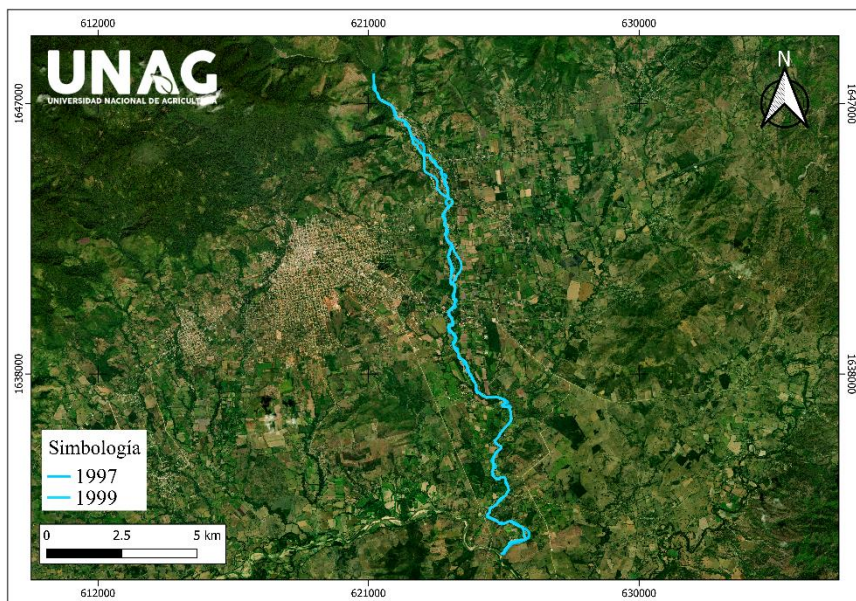 612000 621000 630000
UNAG
UNIVERSIDAD NACIONAL DE AGRICULTURA
N
1647000 1647000
1638000 1638000
Simbología
1997
1999
0 2.5 5 km
612000 621000 630000